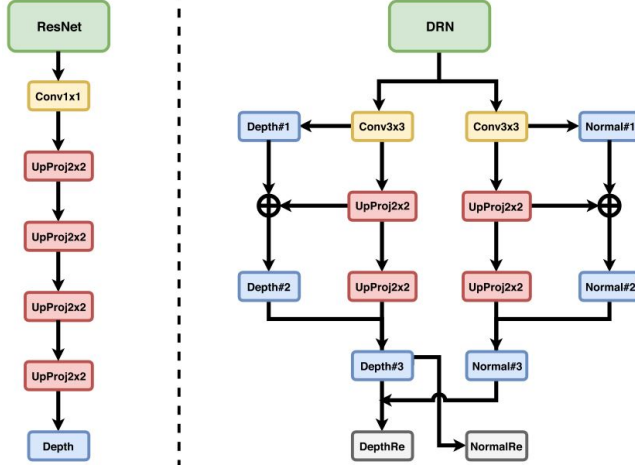 ResNet
Conv1x1
UpProj2x2
UpProj2x2
UpProj2x2
UpProj2x2
Depth
DRN
Depth#1 Conv3x3 Conv3x3 Normal#1
UpProj2x2 UpProj2x2
Depth#2 UpProj2x2 UpProj2x2 Normal#2
Depth#3 Normal#3
DepthRe NormalRe